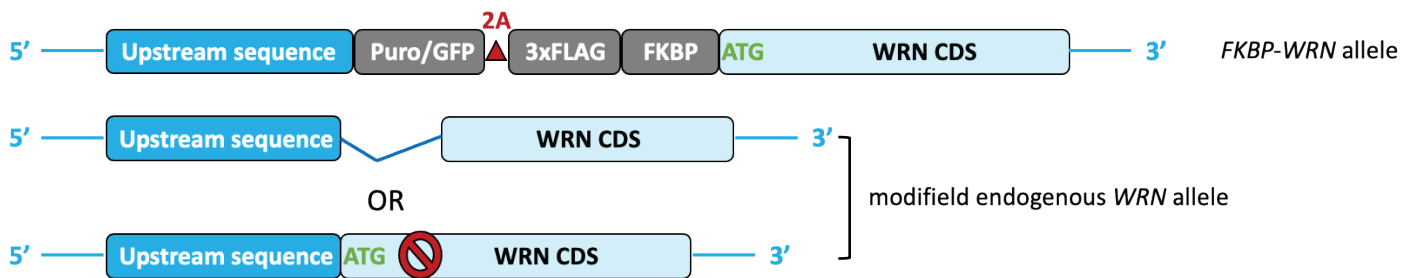 2A
5’ Upstream sequence Puro/GFP 3xFLAG FKBP ATG WRN CDS 3’ FKBP-WRN allele
5’ Upstream sequence WRN CDS 3’
OR
modifield endogenous WRN allele
5’ Upstream sequence ATG WRN CDS 3’